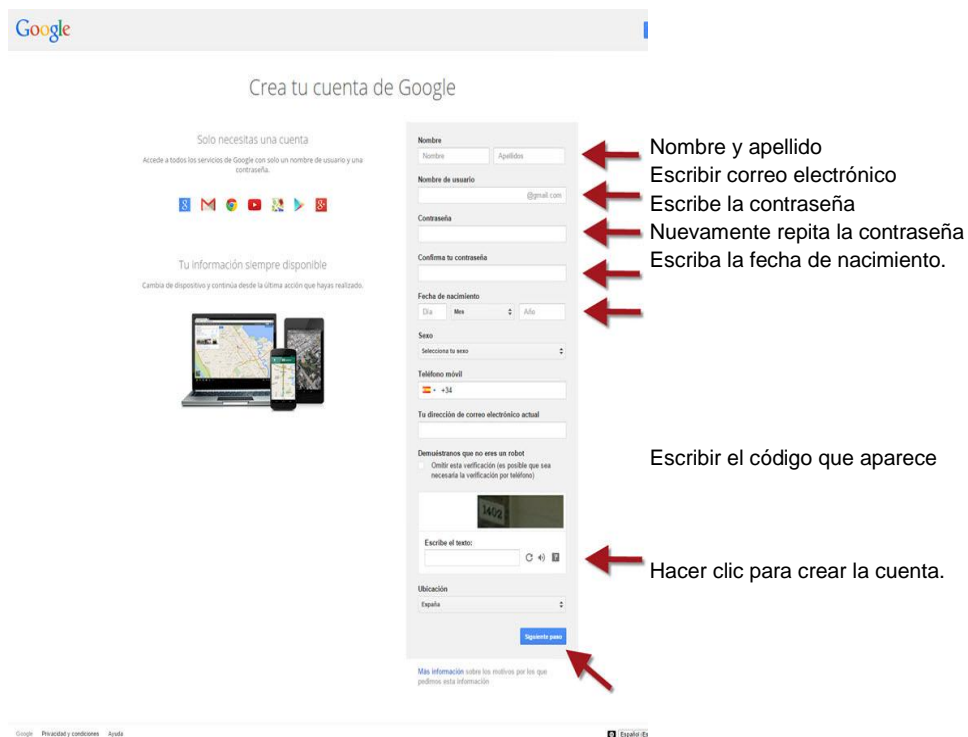 Google
Crea tu cuenta de Google
Solo necesitas una cuenta
Accede a todos los servicios de Google con solo un nombre de usuario y una
contraseña.
Tu información siempre disponible
Cambia de dispositivo y continúa desde la última acción que hayas realizado.
Nombre
Nombre Apellidos
Nombre de usuario
@gmail.com
Contraseña
Confirma tu contraseña
Fecha de nacimiento
Día Mes Año
Sexo
Selecciona tu sexo
Teléfono móvil
+34
Tu dirección de correo electrónico actual
Demuéstranos que no eres un robot
Omitir esta verificación (es posible que sea
necesaria la verificación por teléfono)
1402
Escribe el texto:
Ubicación
España
Siguiente paso
Más información sobre los motivos por los que
pedimos esta información
Nombre y apellido
Escribir correo electrónico
Escribe la contraseña
Nuevamente repita la contraseña
Escriba la fecha de nacimiento.
Escribir el código que aparece
Hacer clic para crear la cuenta.
Google Privacidad y condiciones Ayuda
Español (Es